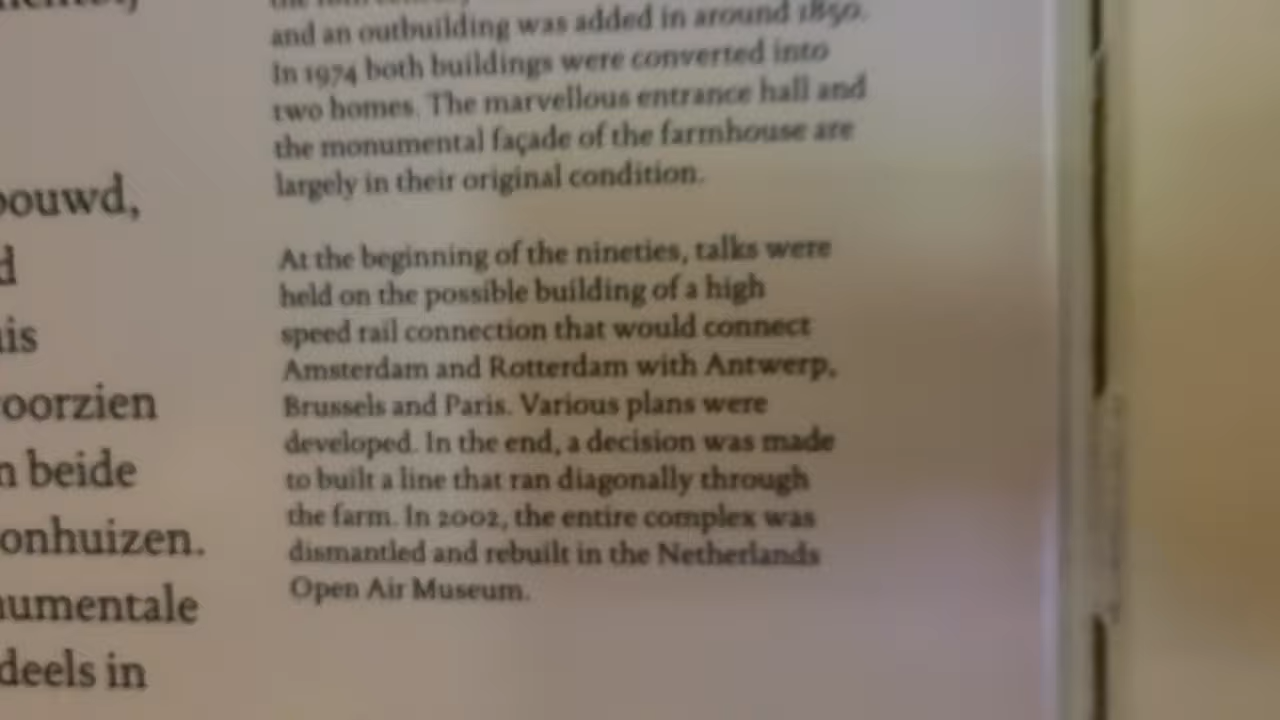 bouwd,
d
uis
voorzien
n beide
onhuizen.
numentale
deels in
and an outbuilding was added in around 1850.
In 1974 both buildings were converted into
two homes. The marvellous entrance hall and
the monumental façade of the farmhouse are
largely in their original condition.
At the beginning of the nineties, talks were
held on the possible building of a high
speed rail connection that would connect
Amsterdam and Rotterdam with Antwerp,
Brussels and Paris. Various plans were
developed. In the end, a decision was made
to built a line that ran diagonally through
the farm. In 2002, the entire complex was
dismantled and rebuilt in the Netherlands
Open Air Museum.